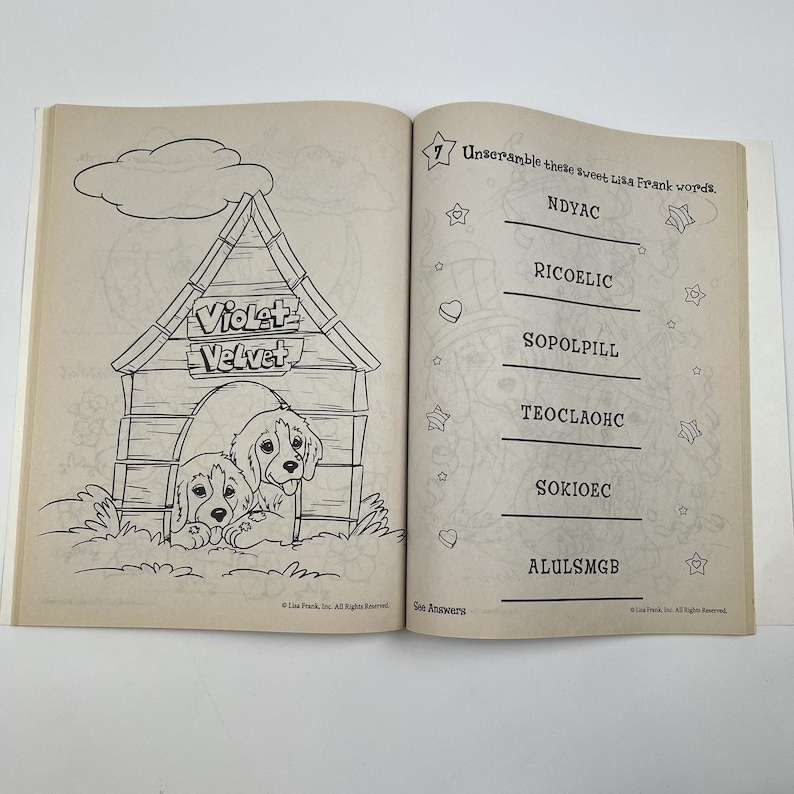 Violet
Velvet
© Lisa Frank, Inc. All Rights Reserved.
7
Unscramble these sweet Lisa Frank words.
NDYAC
RICOELIC
SOPOLPILL
TEOCLAOHC
SOKIOEC
ALULSMGB
See Answers
© Lisa Frank, Inc. All Rights Reserved.